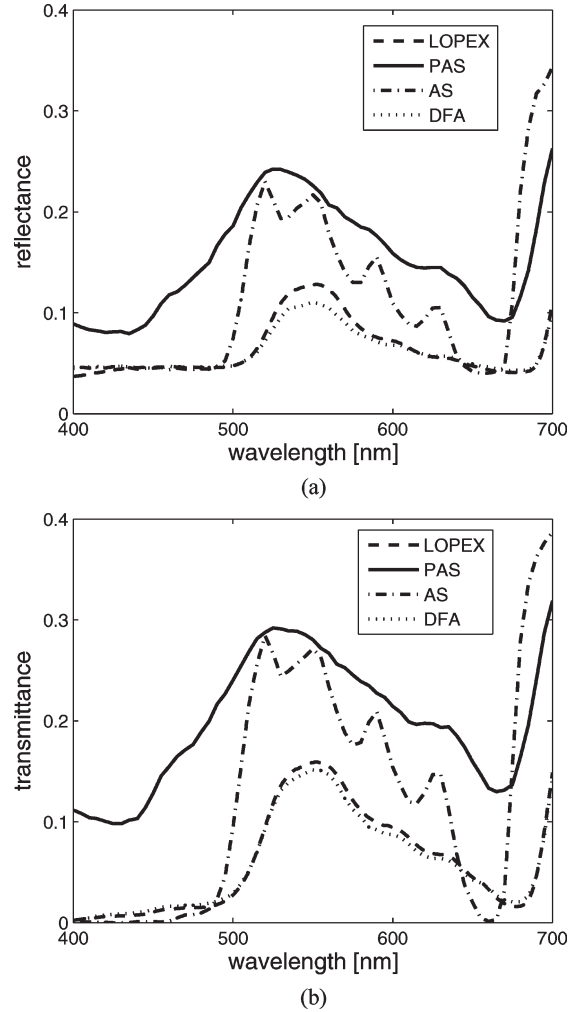 0.4
0.3
0.2
0.1
0
reflectance
LOPEX
PAS
AS
DFA
400
500
600
700
wavelength [nm]
(a)
0.4
0.3
0.2
0.1
0
transmittance
LOPEX
PAS
AS
DFA
400
500
600
700
wavelength [nm]
(b)